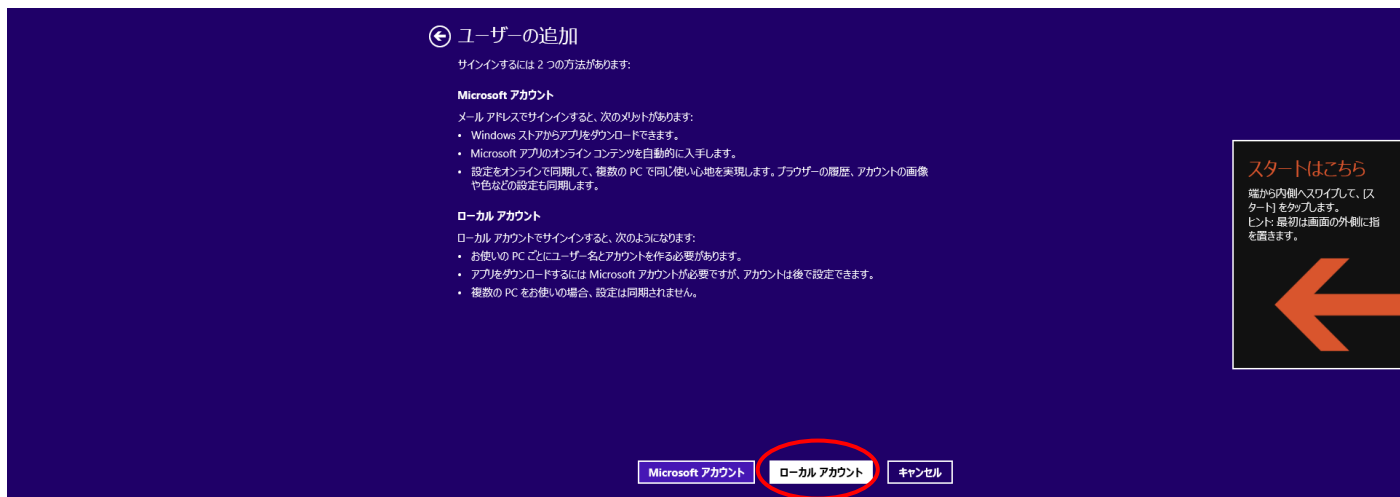 ユーザーの追加
サインインするには 2 つの方法があります:
Microsoft アカウント
メール アドレスでサインインすると、次のメリットがあります:
• Windows ストアからアプリをダウンロードできます。
• Microsoft アプリのオンライン コンテンツを自動的に入手します。
• 設定をオンラインで同期して、複数の PC で同じ使い心地を実現します。ブラウザーの履歴、アカウントの画像
や色などの設定も同期します。
ローカル アカウント
ローカル アカウントでサインインすると、次のようになります:
• お使いの PC ごとにユーザー名とアカウントを作る必要があります。
• アプリをダウンロードするには Microsoft アカウントが必要ですが、アカウントは後で設定できます。
• 複数の PC をお使いの場合、設定は同期されません。
スタートはこちら
端から内側へスワイプして、[ス
タート] をタップします。
ヒント: 最初は画面の外側に指
を置きます。
Microsoft アカウント
ローカル アカウント
キャンセル